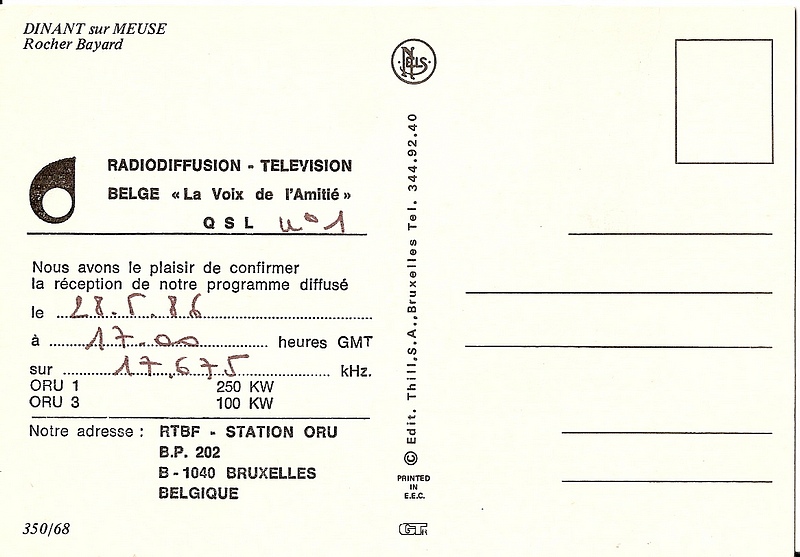 DINANT sur MEUSE
Rocher Bayard
NELS
RADIODIFFUSION - TELEVISION
BELGE «La Voix de l'Amitié»
QSL n° 1
Nous avons le plaisir de confirmer
la réception de notre programme diffusé
le 28.5.86
à 17.00 heures GMT
sur 17.675 kHz.
ORU 1 250 KW
ORU 3 100 KW
Notre adresse : RTBF - STATION ORU
B.P. 202
B - 1040 BRUXELLES
BELGIQUE
350/68
© Edit. Thill,S.A.,Bruxelles Tel. 344.92.40
PRINTED
IN
E.E.C.